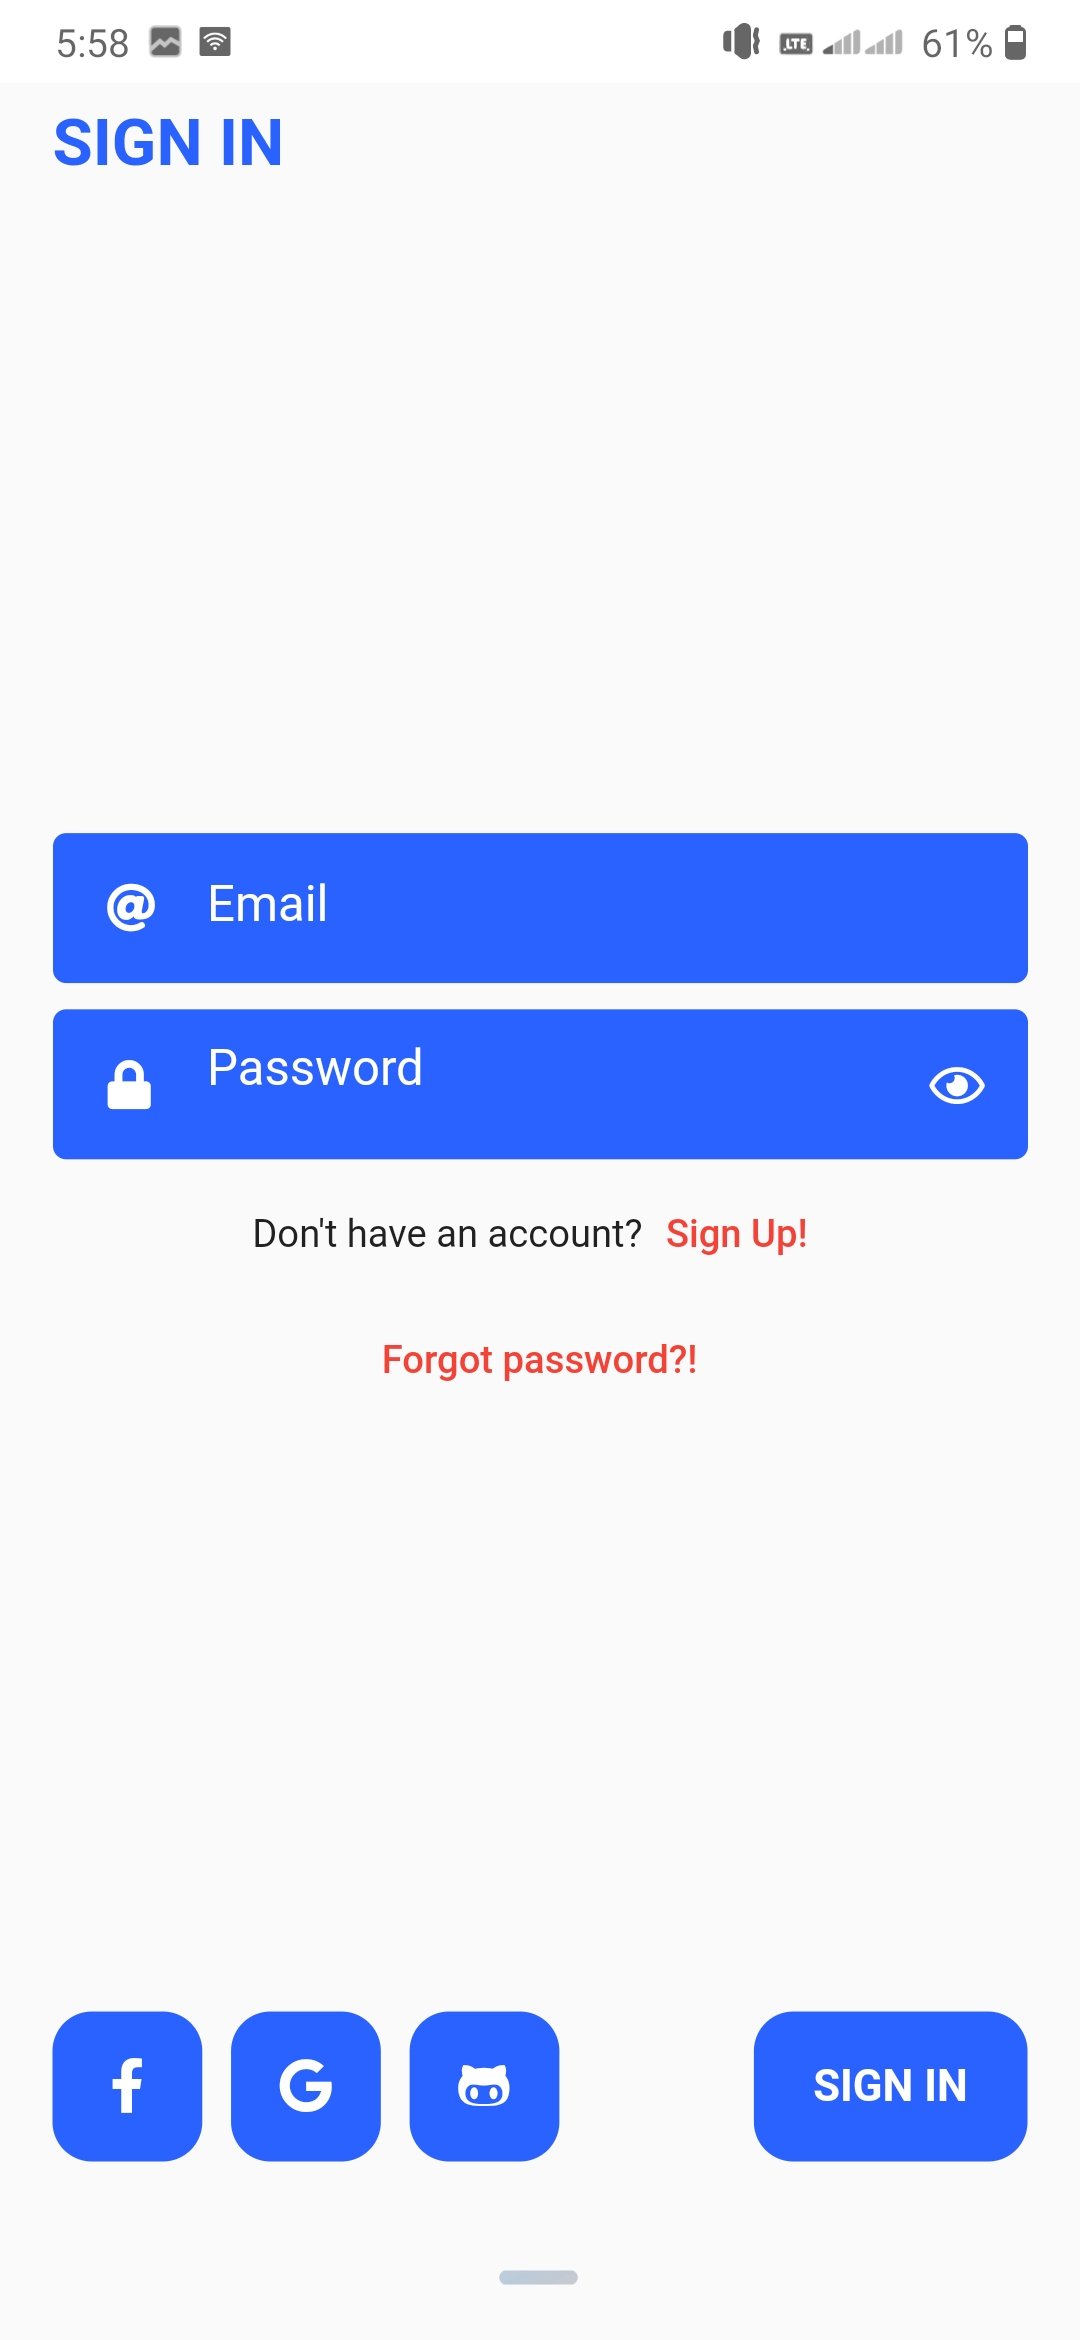 5:58 LTE 61%
SIGN IN
Email
Password
Don't have an account? Sign Up!
Forgot password?!
SIGN IN